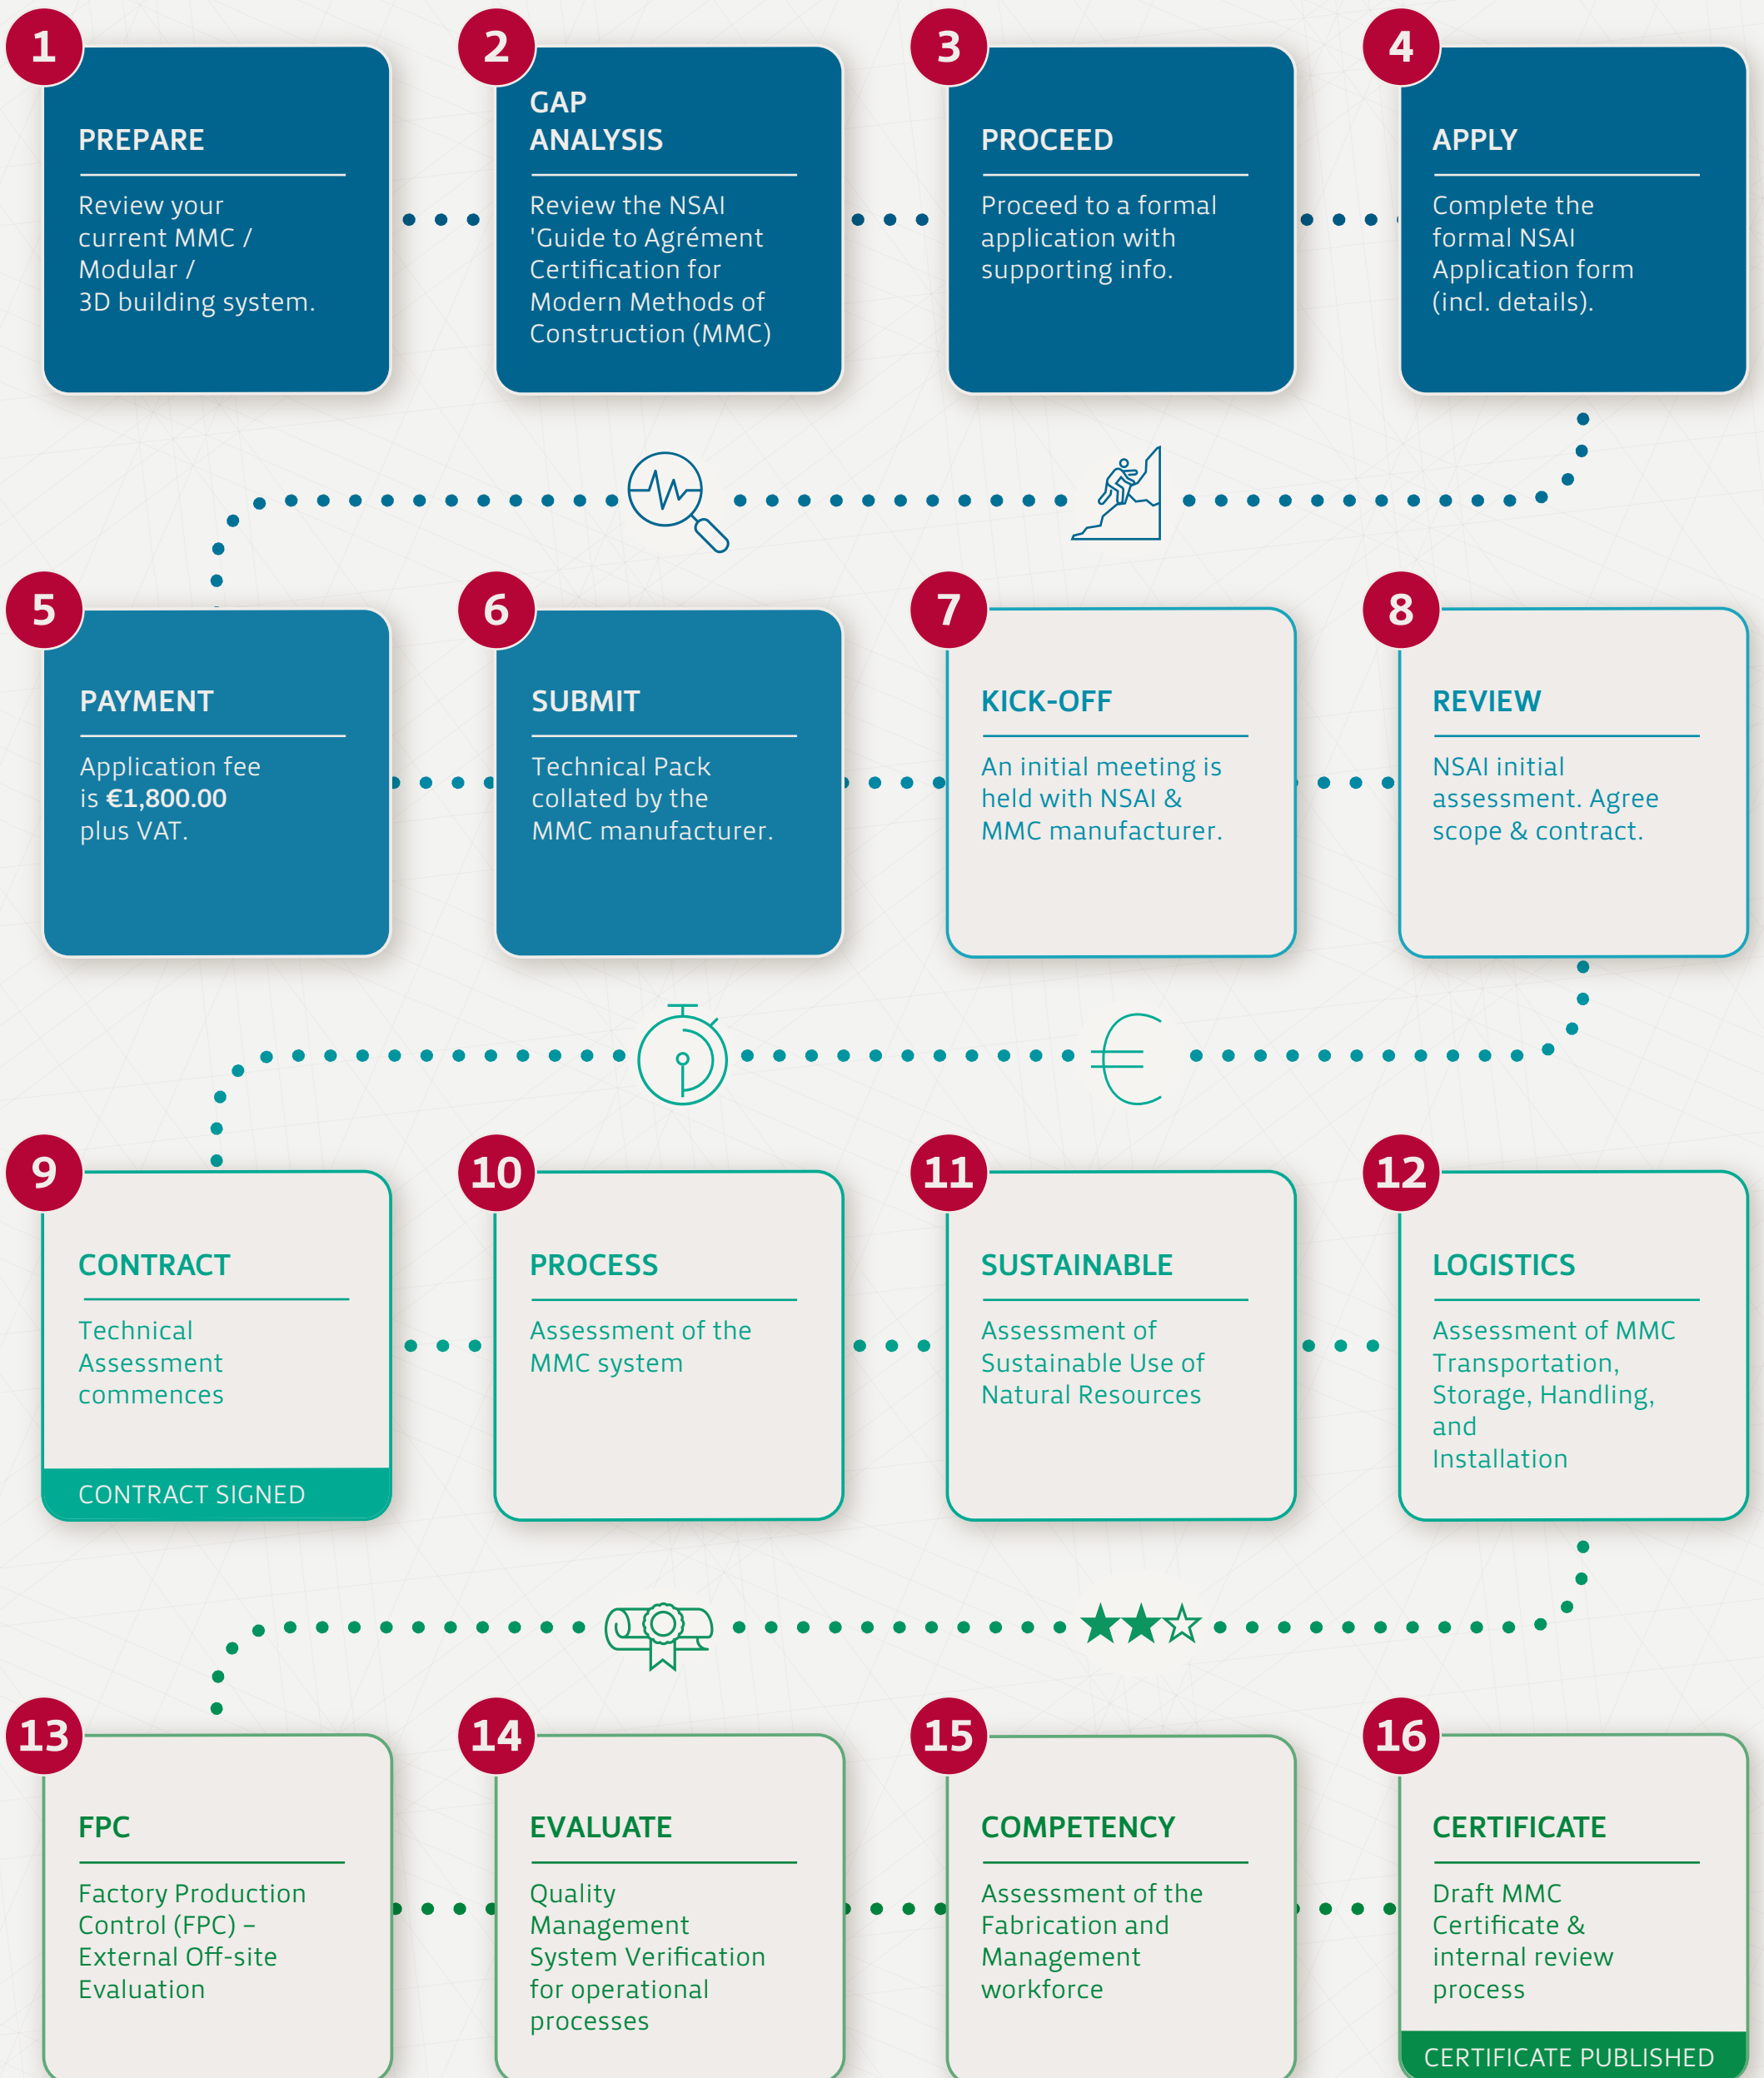 1
PREPARE
Review your
current MMC /
Modular /
3D building system.
2
GAP
ANALYSIS
Review the NSAI
'Guide to Agrément
Certification for
Modern Methods of
Construction (MMC)
3
PROCEED
Proceed to a formal
application with
supporting info.
4
APPLY
Complete the
formal NSAI
Application form
(incl. details).
5
PAYMENT
Application fee
is €1,800.00
plus VAT.
6
SUBMIT
Technical Pack
collated by the
MMC manufacturer.
7
KICK-OFF
An initial meeting is
held with NSAI &
MMC manufacturer.
8
REVIEW
NSAI initial
assessment. Agree
scope & contract.
9
CONTRACT
Technical
Assessment
commences
CONTRACT SIGNED
10
PROCESS
Assessment of the
MMC system
11
SUSTAINABLE
Assessment of
Sustainable Use of
Natural Resources
12
LOGISTICS
Assessment of MMC
Transportation,
Storage, Handling,
and
Installation
13
FPC
Factory Production
Control (FPC) –
External Off-site
Evaluation
14
EVALUATE
Quality
Management
System Verification
for operational
processes
15
COMPETENCY
Assessment of the
Fabrication and
Management
workforce
16
CERTIFICATE
Draft MMC
Certificate &
internal review
process
CERTIFICATE PUBLISHED